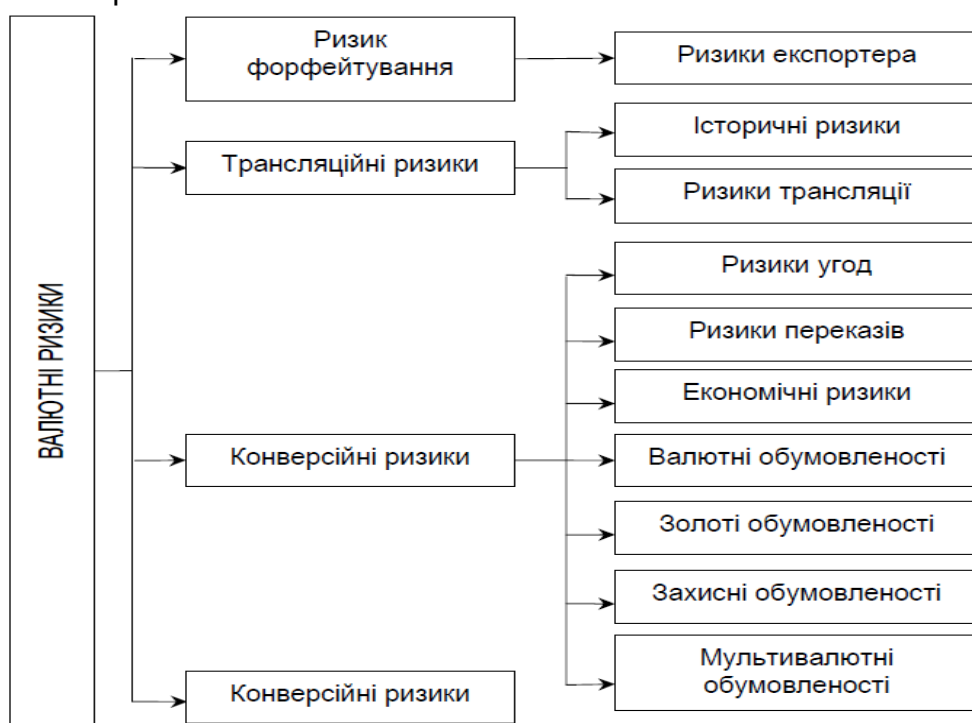 ВАЛЮТНІ РИЗИКИ
Ризик
форфейтування
Ризики експортера
Трансляційні ризики
Історичні ризики
Ризики трансляції
Конверсійні ризики
Ризики угод
Ризики переказів
Економічні ризики
Валютні обумовленості
Золоті обумовленості
Захисні обумовленості
Мультивалютні
обумовленості
Конверсійні ризики